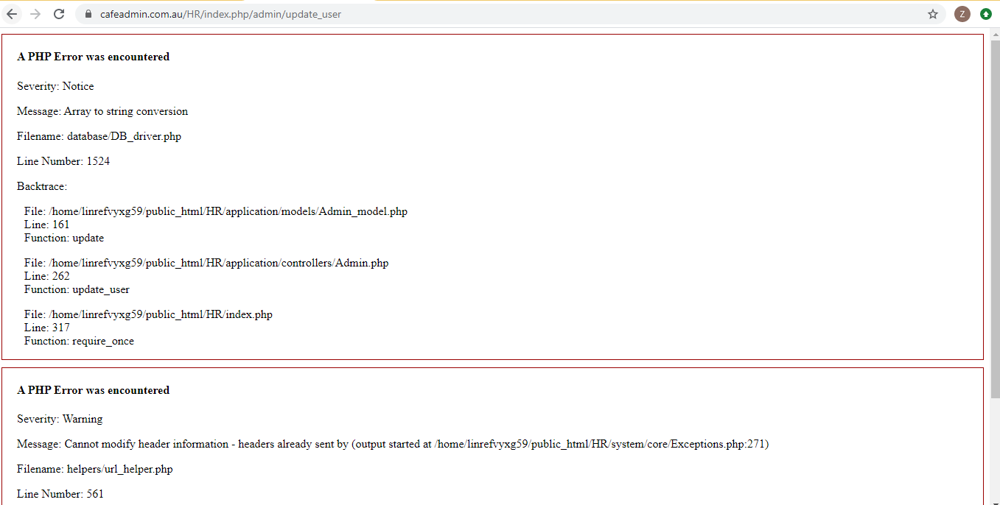 cafeadmin.com.au/HR/index.php/admin/update_user
Z
A PHP Error was encountered
Severity: Notice
Message: Array to string conversion
Filename: database/DB_driver.php
Line Number: 1524
Backtrace:
File: /home/linrefvyxg59/public_html/HR/application/models/Admin_model.php
Line: 161
Function: update
File: /home/linrefvyxg59/public_html/HR/application/controllers/Admin.php
Line: 262
Function: update_user
File: /home/linrefvyxg59/public_html/HR/index.php
Line: 317
Function: require_once
A PHP Error was encountered
Severity: Warning
Message: Cannot modify header information - headers already sent by (output started at /home/linrefvyxg59/public_html/HR/system/core/Exceptions.php:271)
Filename: helpers/url_helper.php
Line Number: 561